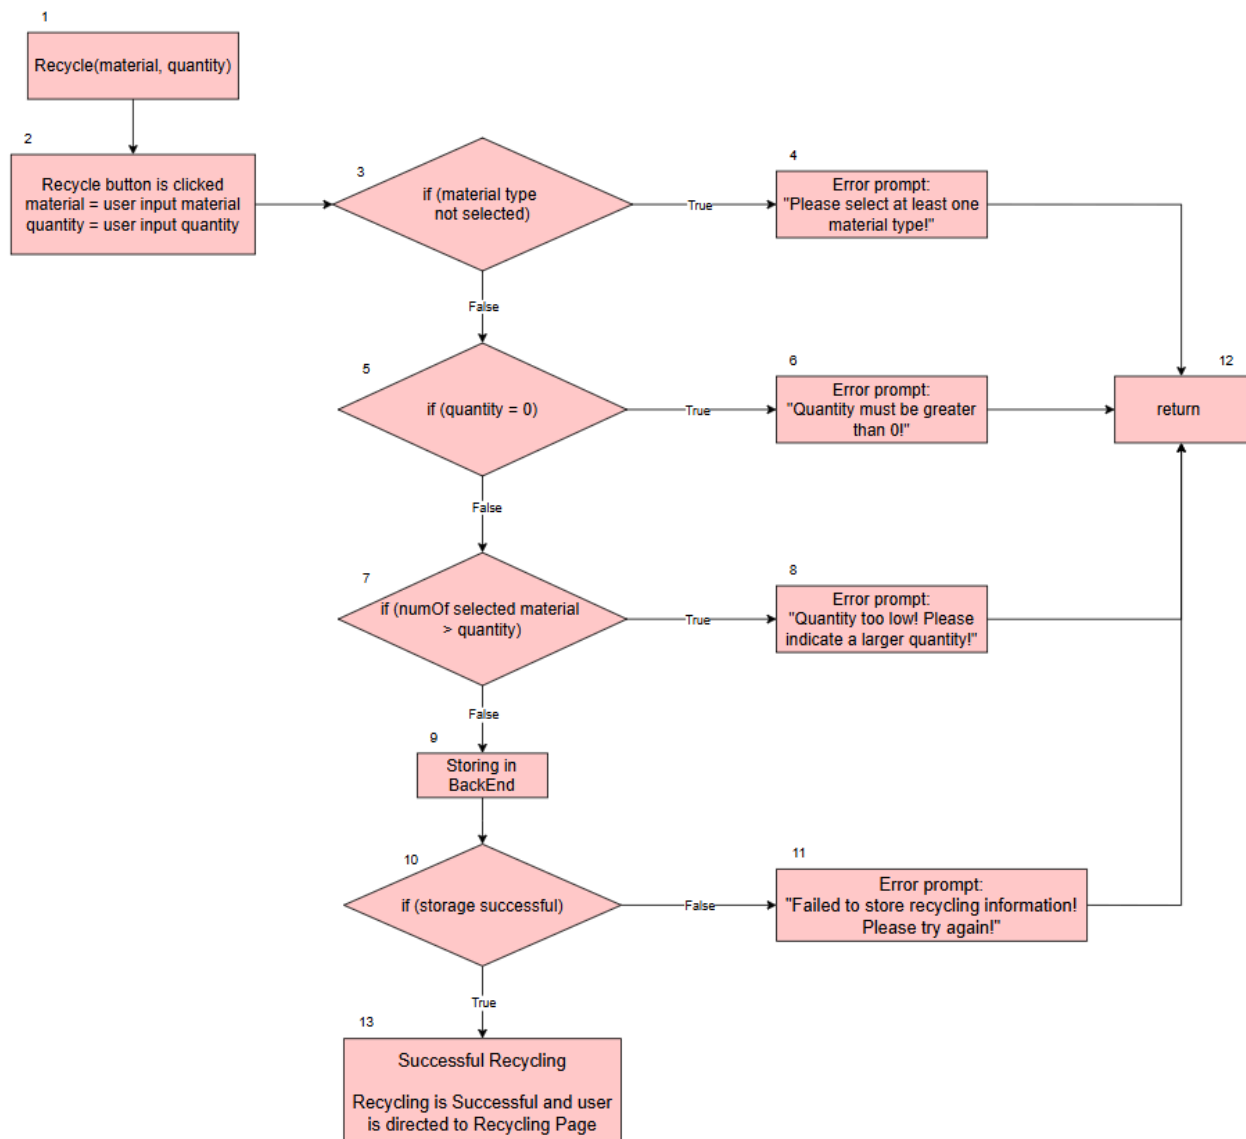 1
Recycle(material, quantity)
2
Recycle button is clicked
material = user input material
quantity = user input quantity
3
if (material type
not selected)
True
4
Error prompt:
"Please select at least one
material type!"
False
5
if (quantity = 0)
True
6
Error prompt:
"Quantity must be greater
than 0!"
12
return
False
7
if (numOf selected material
> quantity)
True
8
Error prompt:
"Quantity too low! Please
indicate a larger quantity!"
False
9
Storing in
BackEnd
10
if (storage successful)
False
11
Error prompt:
"Failed to store recycling information!
Please try again!"
True
13
Successful Recycling
Recycling is Successful and user
is directed to Recycling Page